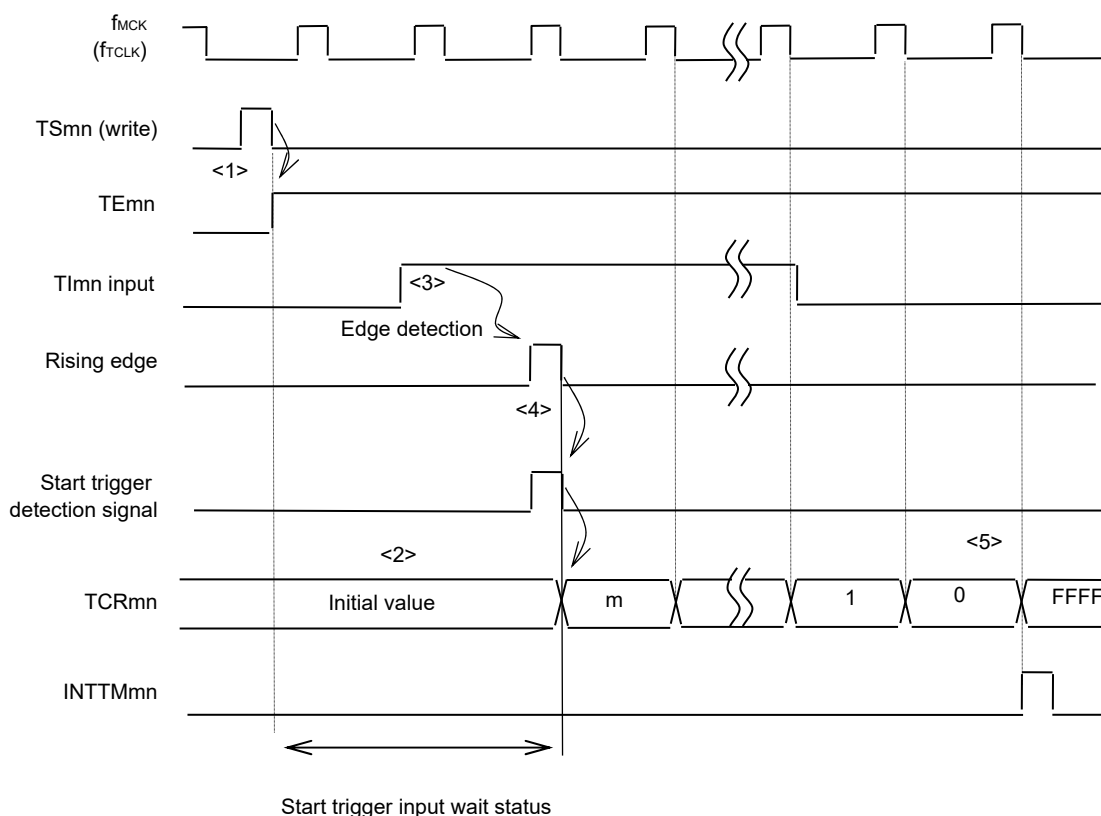 fMCK
(fTCLK)
TSmn (write)
<1>
TEmn
TImn input
<3>
Edge detection
Rising edge
<4>
Start trigger
detection signal
<2>
<5>
TCRmn
Initial value
m
1
0
FFFF
INTTMmn
Start trigger input wait status